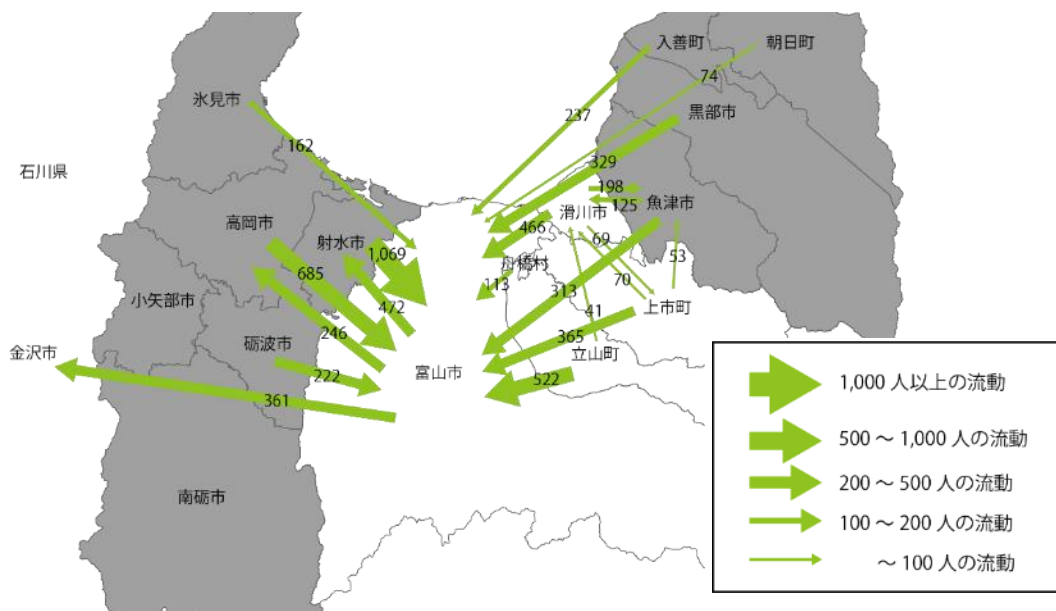 入善町
朝日町
74
氷見市
237
黒部市
162
329
石川県
198
125
魚津市
高岡市
滑川市
射水市
466
69
1,069
53
舟橋村
685
113
313
70
小矢部市
472
41
上市町
246
365
砺波市
金沢市
富山市
立山町
222
522
361
南砺市
1,000 人以上の流動
500 ～ 1,000 人の流動
200 ～ 500 人の流動
100 ～ 200 人の流動
～ 100 人の流動